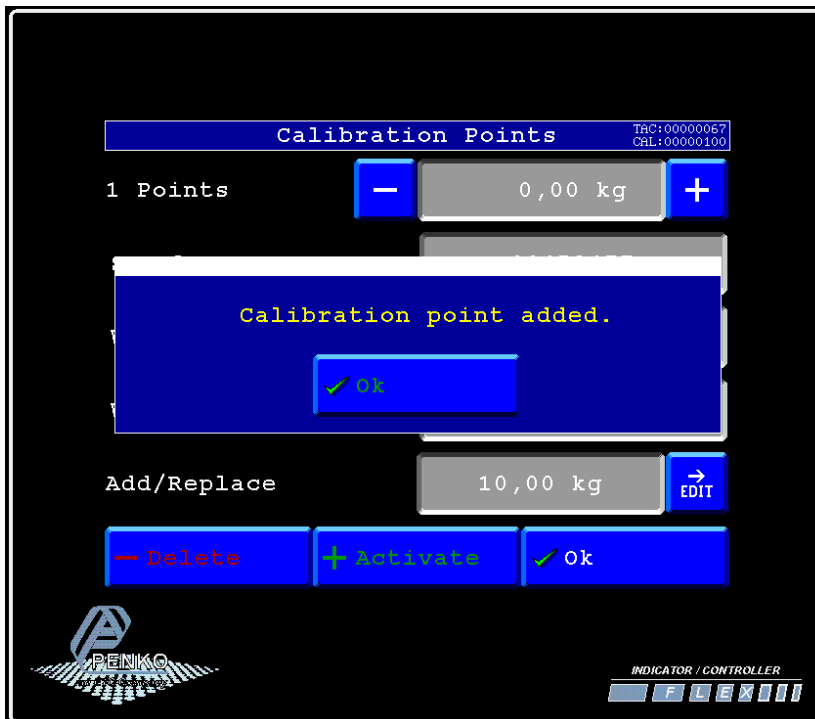 Calibration Points
TAC:00000067
CAL:00000100
1 Points
−
0,00 kg
+
Calibration point added.
Ok
Add/Replace
10,00 kg
→
EDIT
− Delete
+ Activate
Ok
PENKO
INDICATOR / CONTROLLER
FLEX